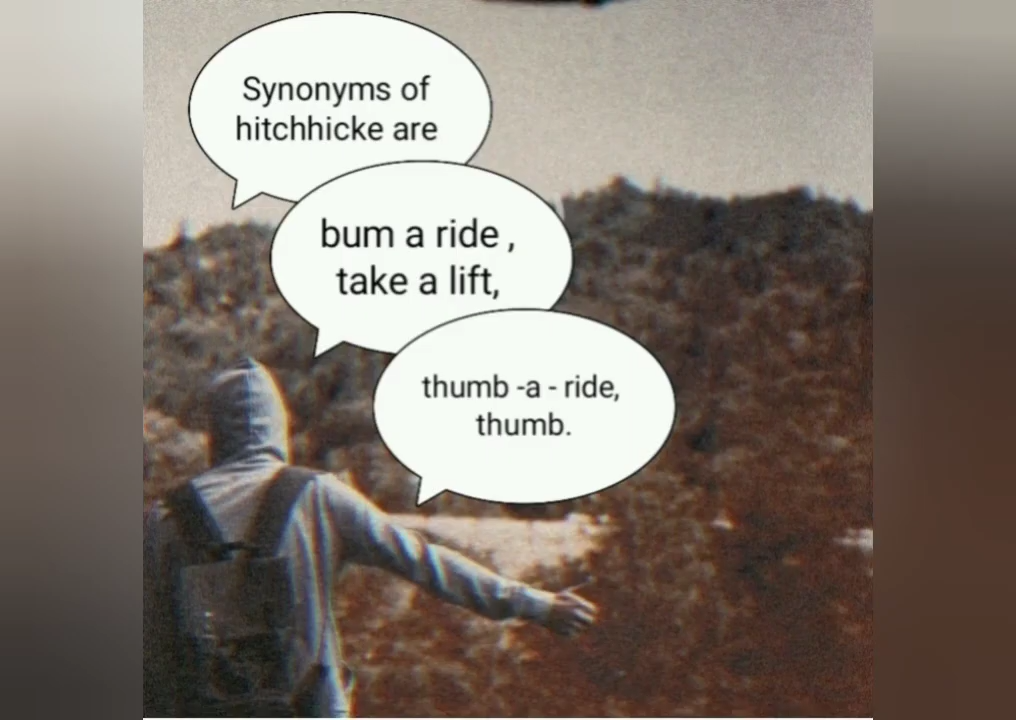 Synonyms of
hitchhicke are
bum a ride ,
take a lift,
thumb -a - ride,
thumb.